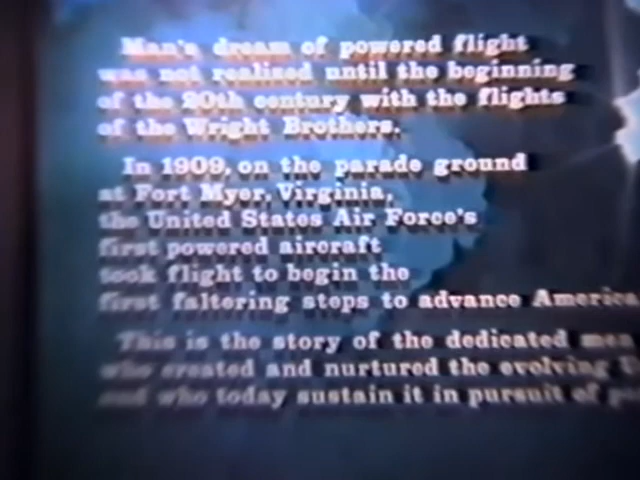 Man's dream of powered flight
was not realized until the beginning
of the 20th century with the flights
of the Wright Brothers.
In 1909, on the parade ground
at Fort Myer, Virginia,
the United States Air Force's
first powered aircraft
took flight to begin the
first faltering steps to advance America
This is the story of the dedicated men
who created and nurtured the evolving
and who today sustain it in pursuit of